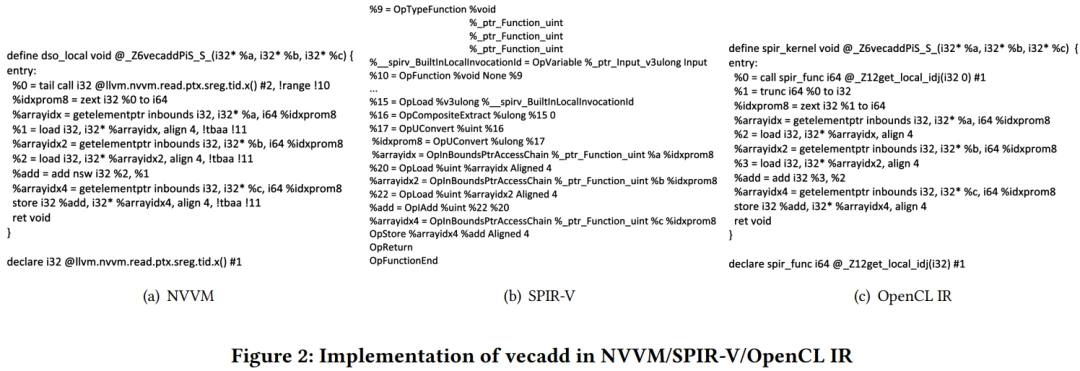 define dso_local void @_Z6vecaddPiS_S_(i32* %a, i32* %b, i32* %c) {
entry:
%0 = tail call i32 @llvm.nvvm.read.ptx.sreg.tid.x() #2, !range !10
%idxprom8 = zext i32 %0 to i64
%arrayidx = getelementptr inbounds i32, i32* %a, i64 %idxprom8
%1 = load i32, i32* %arrayidx, align 4, !tbaa !11
%arrayidx2 = getelementptr inbounds i32, i32* %b, i64 %idxprom8
%2 = load i32, i32* %arrayidx2, align 4, !tbaa !11
%add = add nsw i32 %2, %1
%arrayidx4 = getelementptr inbounds i32, i32* %c, i64 %idxprom8
store i32 %add, i32* %arrayidx4, align 4, !tbaa !11
ret void
}
declare i32 @llvm.nvvm.read.ptx.sreg.tid.x() #1
(a) NVVM
%9 = OpTypeFunction %void
%_ptr_Function_uint
%_ptr_Function_uint
%_ptr_Function_uint
%__spirv_BuiltInLocalInvocationId = OpVariable %_ptr_Input_v3ulong Input
%10 = OpFunction %void None %9
...
%15 = OpLoad %v3ulong %__spirv_BuiltInLocalInvocationId
%16 = OpCompositeExtract %ulong %15 0
%17 = OpUConvert %uint %16
%idxprom8 = OpUConvert %ulong %17
%arrayidx = OpInBoundsPtrAccessChain %_ptr_Function_uint %a %idxprom8
%20 = OpLoad %uint %arrayidx Aligned 4
%arrayidx2 = OpInBoundsPtrAccessChain %_ptr_Function_uint %b %idxprom8
%22 = OpLoad %uint %arrayidx2 Aligned 4
%add = OpIAdd %uint %22 %20
%arrayidx4 = OpInBoundsPtrAccessChain %_ptr_Function_uint %c %idxprom8
OpStore %arrayidx4 %add Aligned 4
OpReturn
OpFunctionEnd
(b) SPIR-V
define spir_kernel void @_Z6vecaddPiS_S_(i32* %a, i32* %b, i32* %c) {
entry:
%0 = call spir_func i64 @_Z12get_local_idj(i32 0) #1
%1 = trunc i64 %0 to i32
%idxprom8 = zext i32 %1 to i64
%arrayidx = getelementptr inbounds i32, i32* %a, i64 %idxprom8
%2 = load i32, i32* %arrayidx, align 4
%arrayidx2 = getelementptr inbounds i32, i32* %b, i64 %idxprom8
%3 = load i32, i32* %arrayidx2, align 4
%add = add i32 %3, %2
%arrayidx4 = getelementptr inbounds i32, i32* %c, i64 %idxprom8
store i32 %add, i32* %arrayidx4, align 4
ret void
}
declare spir_func i64 @_Z12get_local_idj(i32) #1
(c) OpenCL IR
Figure 2: Implementation of vecadd in NVVM/SPIR-V/OpenCL IR